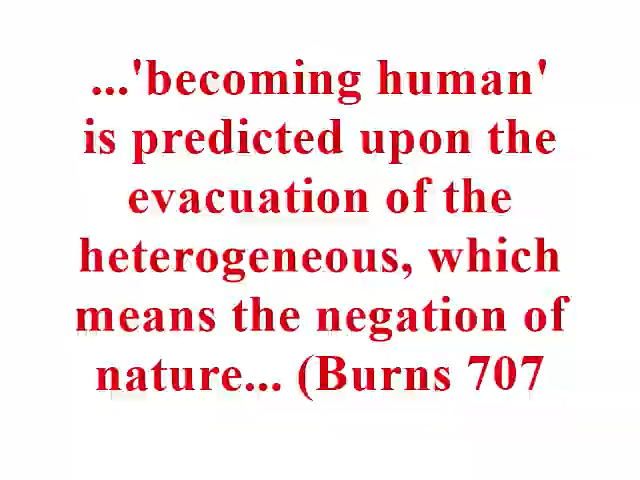 ...'becoming human'
is predicted upon the
evacuation of the
heterogeneous, which
means the negation of
nature... (Burns 707